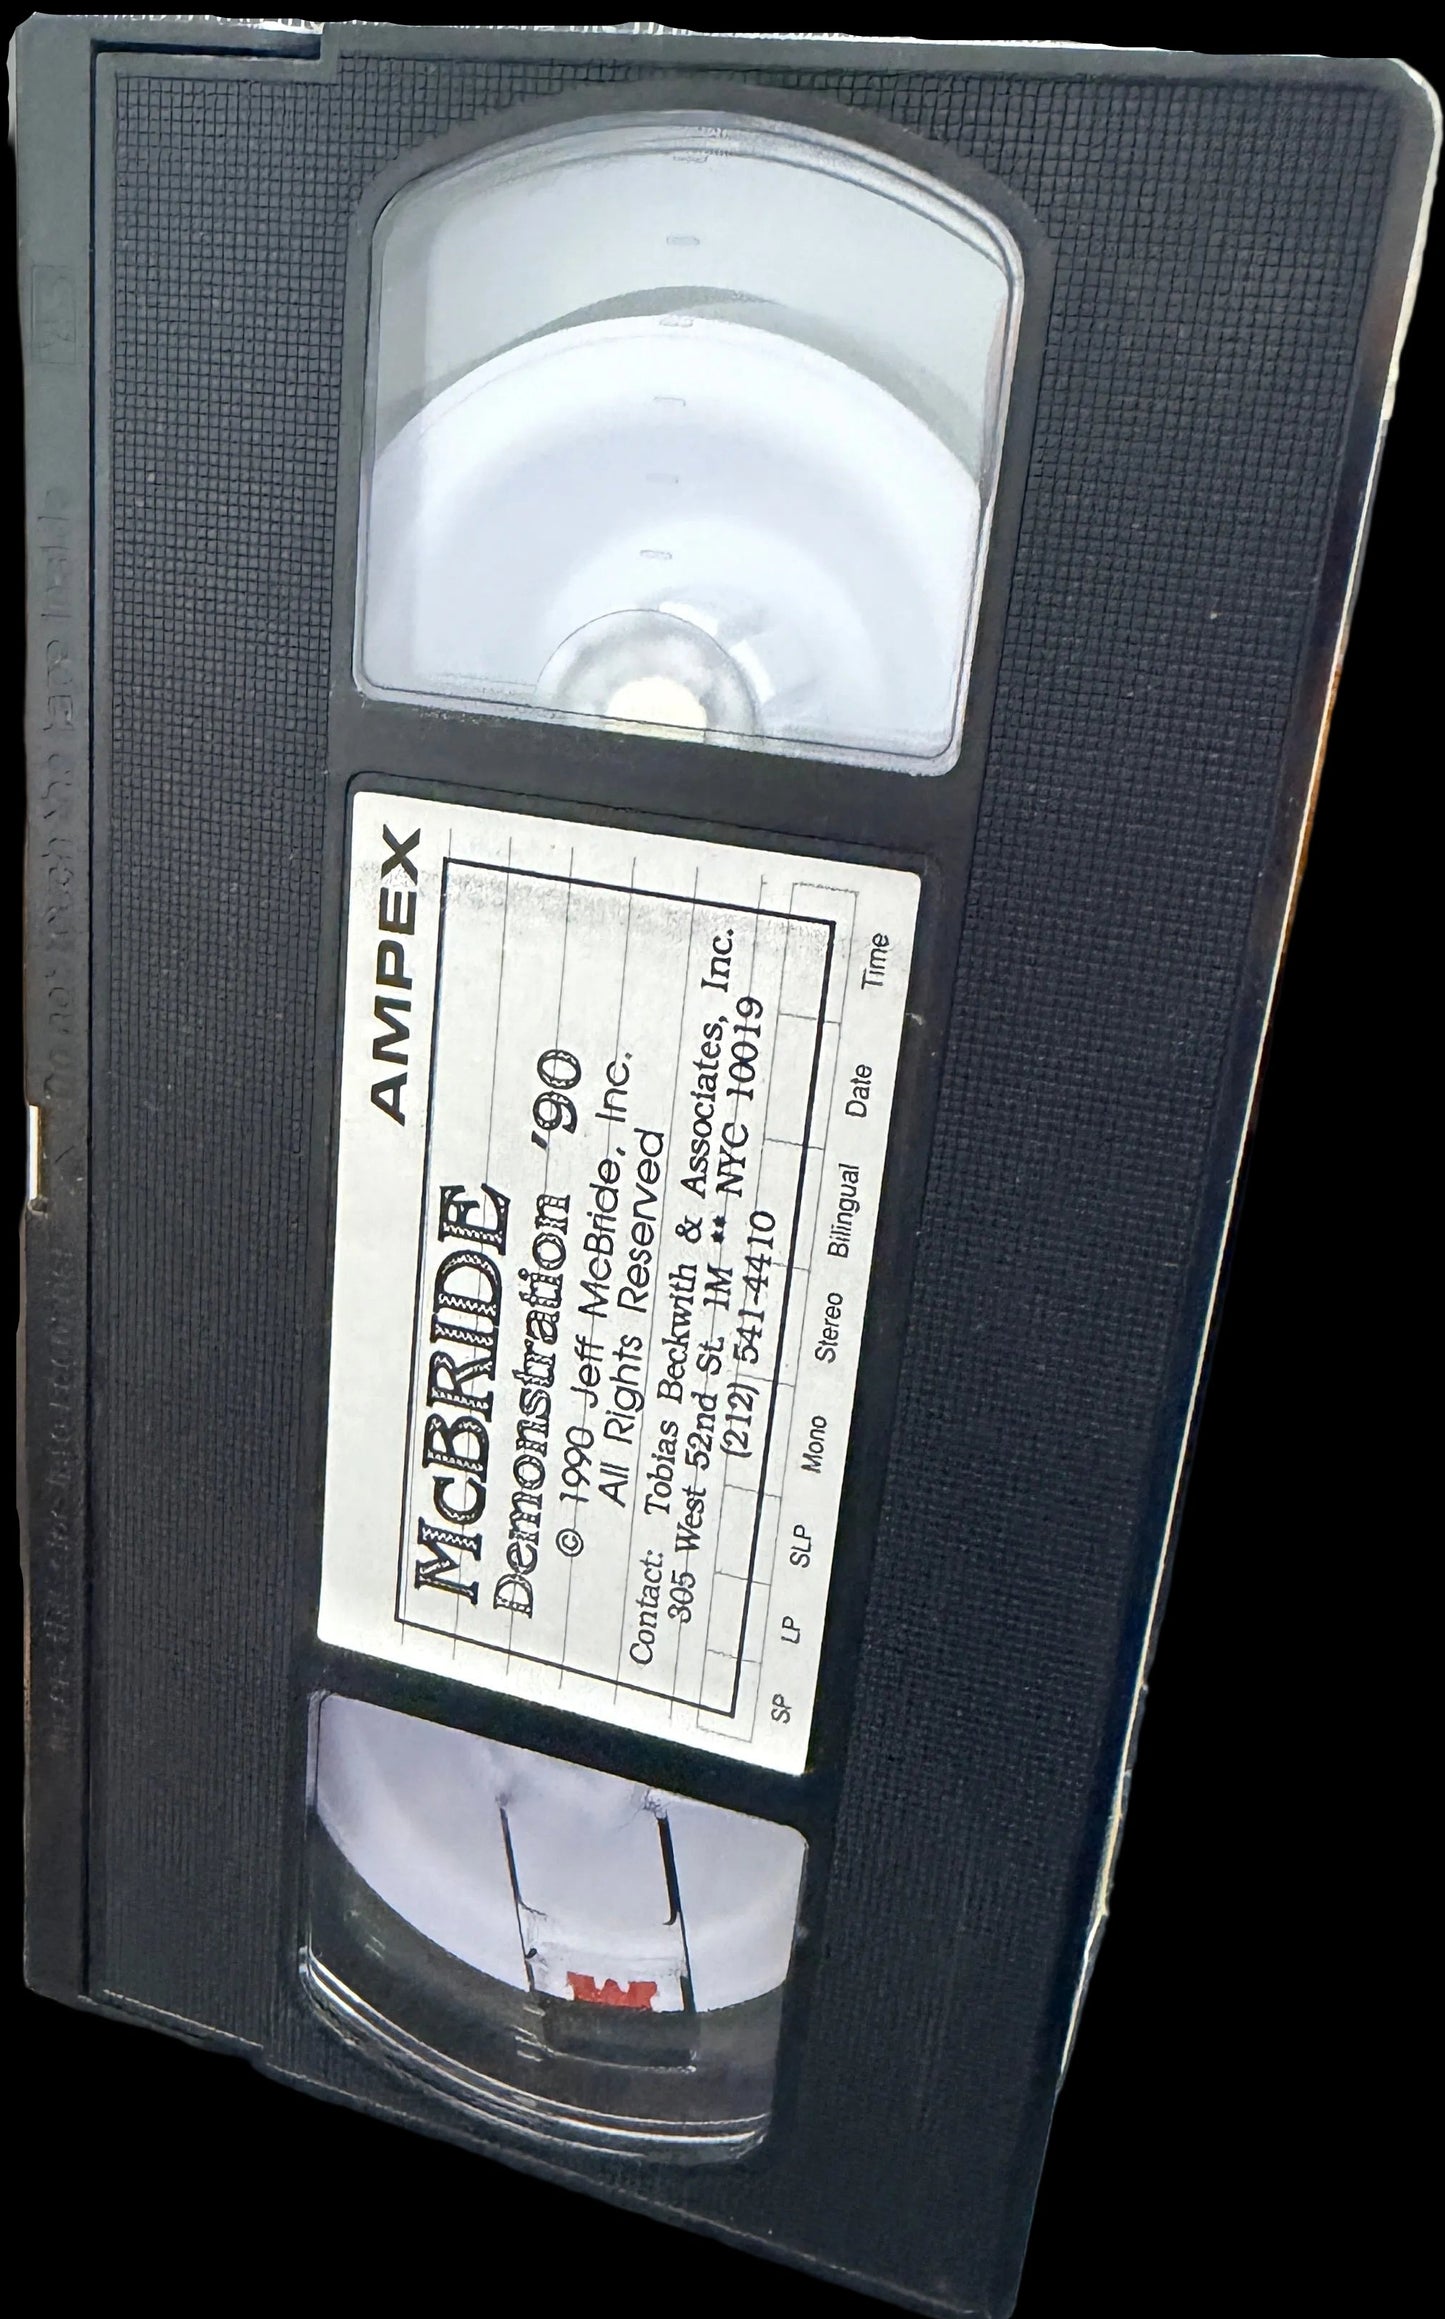 AMPEX
McBRIDE
Demonstration '90
© 1990 Jeff McBride, Inc.
All Rights Reserved
Contact: Tobias Beckwith & Associates, Inc.
305 West 52nd St. 1M ** NYC 10019
(212) 541-4410
SP LP SLP Mono Stereo Bilingual Date Time